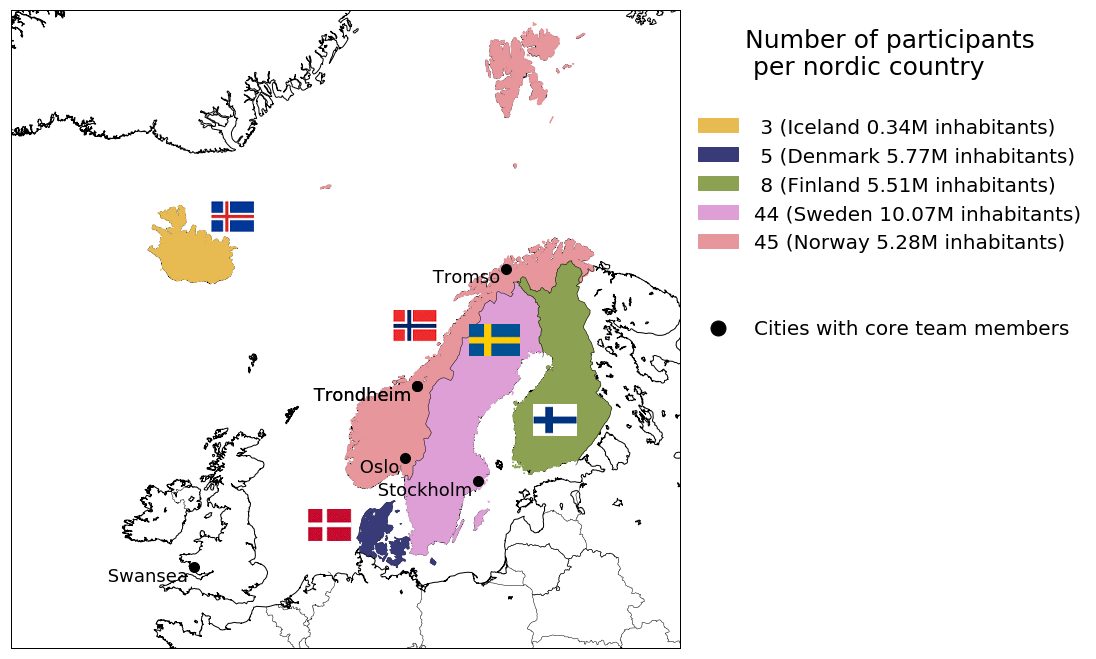 Number of participants
per nordic country
3 (Iceland 0.34M inhabitants)
5 (Denmark 5.77M inhabitants)
8 (Finland 5.51M inhabitants)
44 (Sweden 10.07M inhabitants)
45 (Norway 5.28M inhabitants)
Cities with core team members
Tromsø
Trondheim
Oslo
Stockholm
Swansea